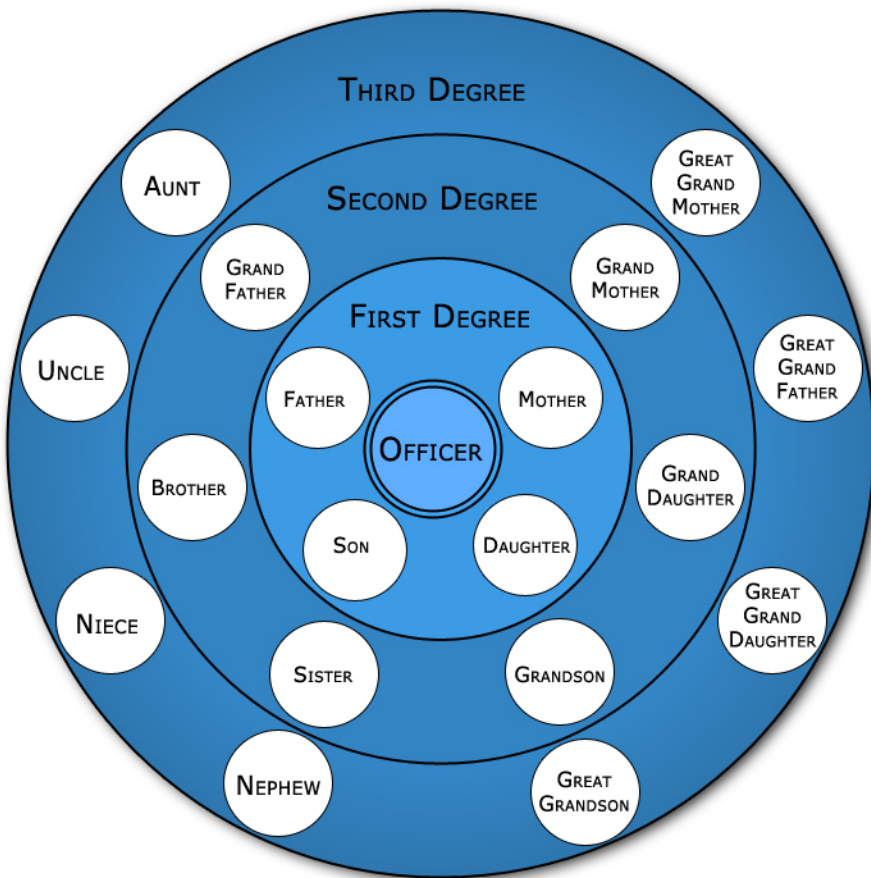 Third Degree
Aunt
Great
Grand
Mother
Second Degree
Grand
Father
Grand
Mother
First Degree
Uncle
Great
Grand
Father
Father
Mother
Officer
Brother
Grand
Daughter
Son
Daughter
Niece
Great
Grand
Daughter
Sister
Grandson
Nephew
Great
Grandson